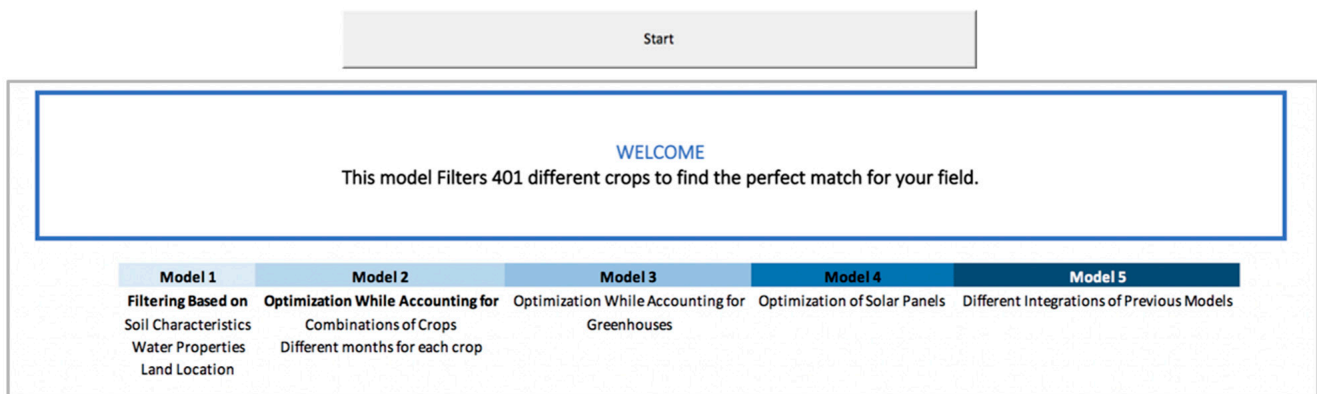 Start
WELCOME
This model Filters 401 different crops to find the perfect match for your field.
Model 1 Model 2 Model 3 Model 4 Model 5
Filtering Based on Optimization While Accounting for Optimization While Accounting for Optimization of Solar Panels Different Integrations of Previous Models
Soil Characteristics Combinations of Crops Greenhouses
Water Properties Different months for each crop
Land Location